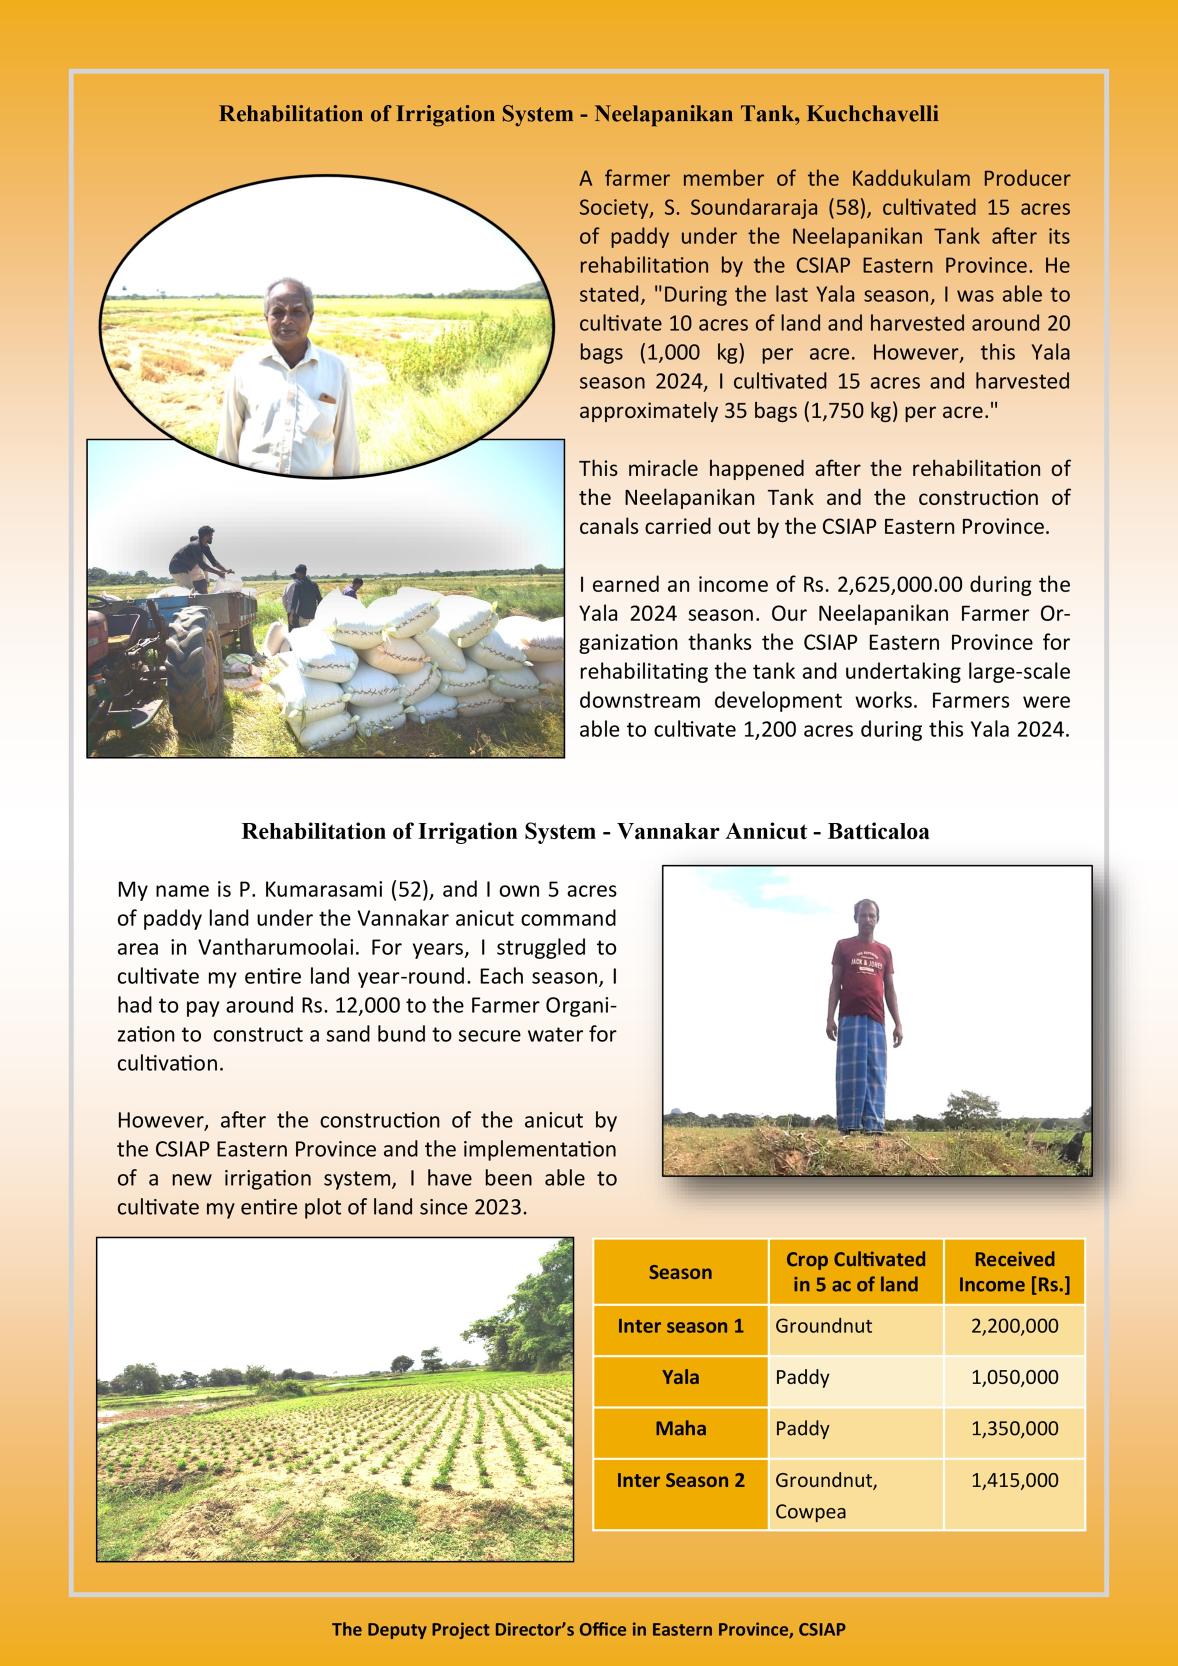 Rehabilitation of Irrigation System - Neelapanikan Tank, Kuchchavelli
A farmer member of the Kaddukulam Producer
Society, S. Soundararaja (58), cultivated 15 acres
of paddy under the Neelapanikan Tank after its
rehabilitation by the CSIAP Eastern Province. He
stated, "During the last Yala season, I was able to
cultivate 10 acres of land and harvested around 20
bags (1,000 kg) per acre. However, this Yala
season 2024, I cultivated 15 acres and harvested
approximately 35 bags (1,750 kg) per acre."
This miracle happened after the rehabilitation of
the Neelapanikan Tank and the construction of
canals carried out by the CSIAP Eastern Province.
I earned an income of Rs. 2,625,000.00 during the
Yala 2024 season. Our Neelapanikan Farmer Or-
ganization thanks the CSIAP Eastern Province for
rehabilitating the tank and undertaking large-scale
downstream development works. Farmers were
able to cultivate 1,200 acres during this Yala 2024.
Rehabilitation of Irrigation System - Vannakar Annicut - Batticaloa
My name is P. Kumarasami (52), and I own 5 acres
of paddy land under the Vannakar anicut command
area in Vantharumoolai. For years, I struggled to
cultivate my entire land year-round. Each season, I
had to pay around Rs. 12,000 to the Farmer Organi-
zation to construct a sand bund to secure water for
cultivation.
However, after the construction of the anicut by
the CSIAP Eastern Province and the implementation
of a new irrigation system, I have been able to
cultivate my entire plot of land since 2023.
JACK & JONES
Season
Crop Cultivated
in 5 ac of land
Received
Income [Rs.]
Inter season 1
Groundnut
2,200,000
Yala
Paddy
1,050,000
Maha
Paddy
1,350,000
Inter Season 2
Groundnut,
Cowpea
1,415,000
The Deputy Project Director’s Office in Eastern Province, CSIAP